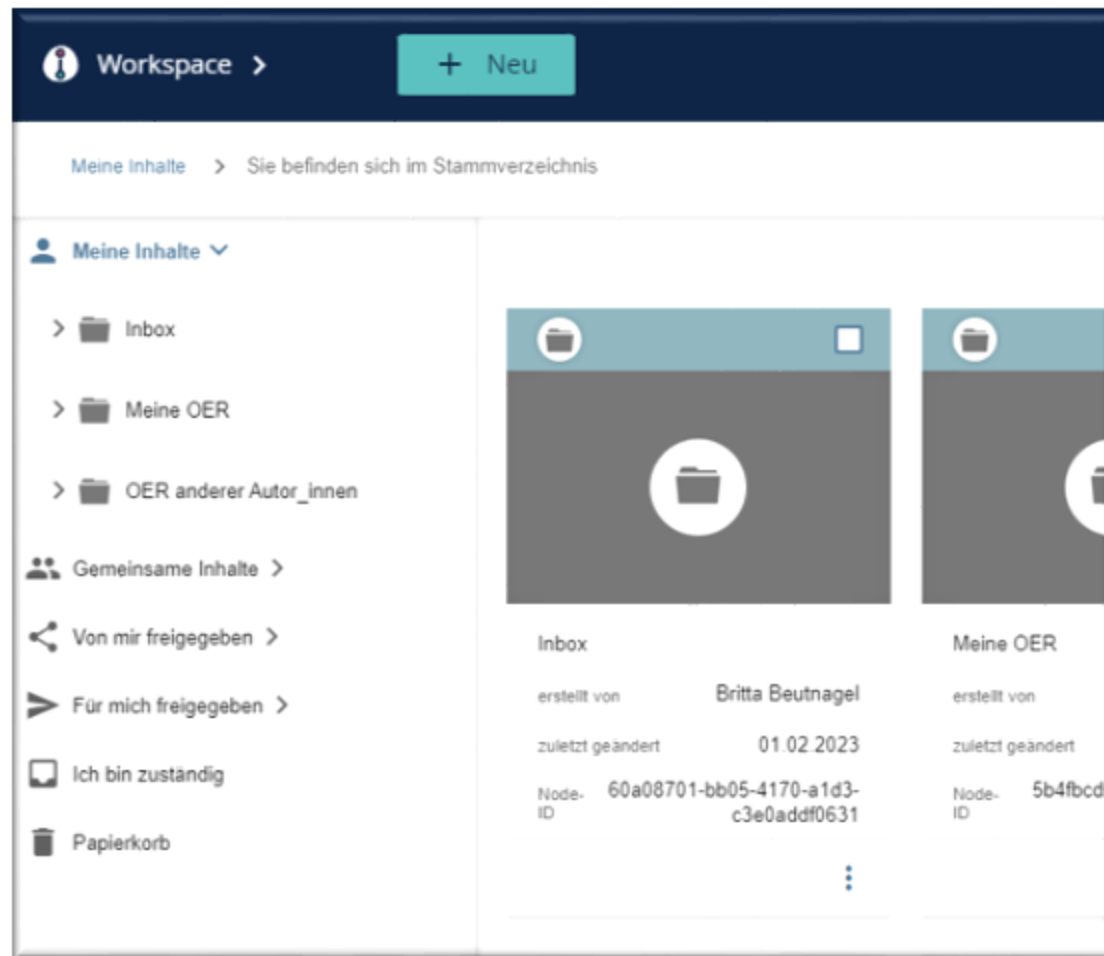 Workspace
+ Neu
Meine Inhalte > Sie befinden sich im Stammverzeichnis
Meine Inhalte
Inbox
Meine OER
OER anderer Autor_innen
Gemeinsame Inhalte
Von mir freigegeben
Für mich freigegeben
Ich bin zuständig
Papierkorb
Inbox
erstellt von Britta Beutnagel
zuletzt geändert 01.02.2023
Node-ID 60a08701-bb05-4170-a1d3-
c3e0addf0631
Meine OER
erstellt von
zuletzt geändert
Node-ID 5b4fbcd